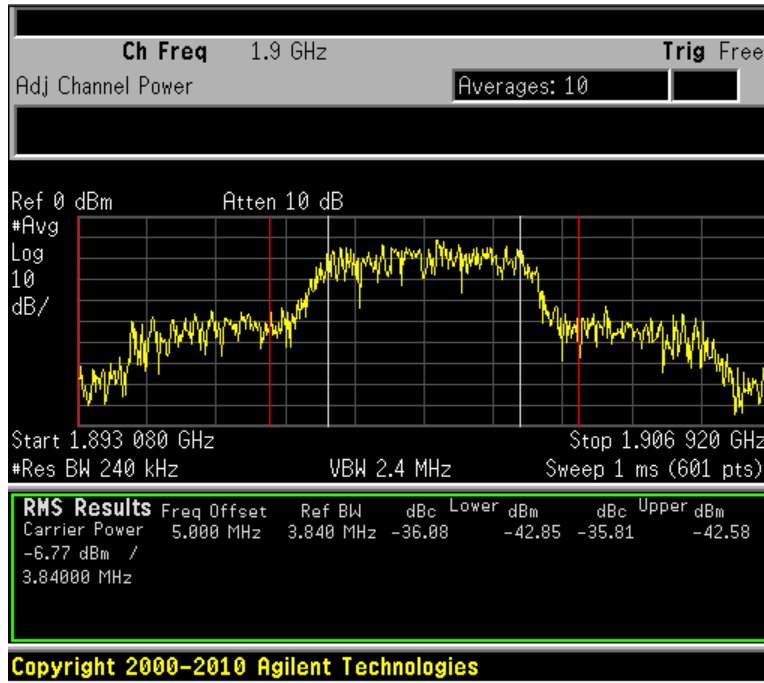 Ch Freq 1.9 GHz Trig Free
Adj Channel Power Averages: 10
Ref 0 dBm Atten 10 dB
#Avg
Log
10
dB/
Start 1.893 080 GHz Stop 1.906 920 GHz
#Res BW 240 kHz VBW 2.4 MHz Sweep 1 ms (601 pts)
RMS Results Freq Offset Ref BW dBc Lower dBm dBc Upper dBm
Carrier Power 5.000 MHz 3.840 MHz -36.08 -42.85 -35.81 -42.58
-6.77 dBm /
3.84000 MHz
Copyright 2000-2010 Agilent Technologies